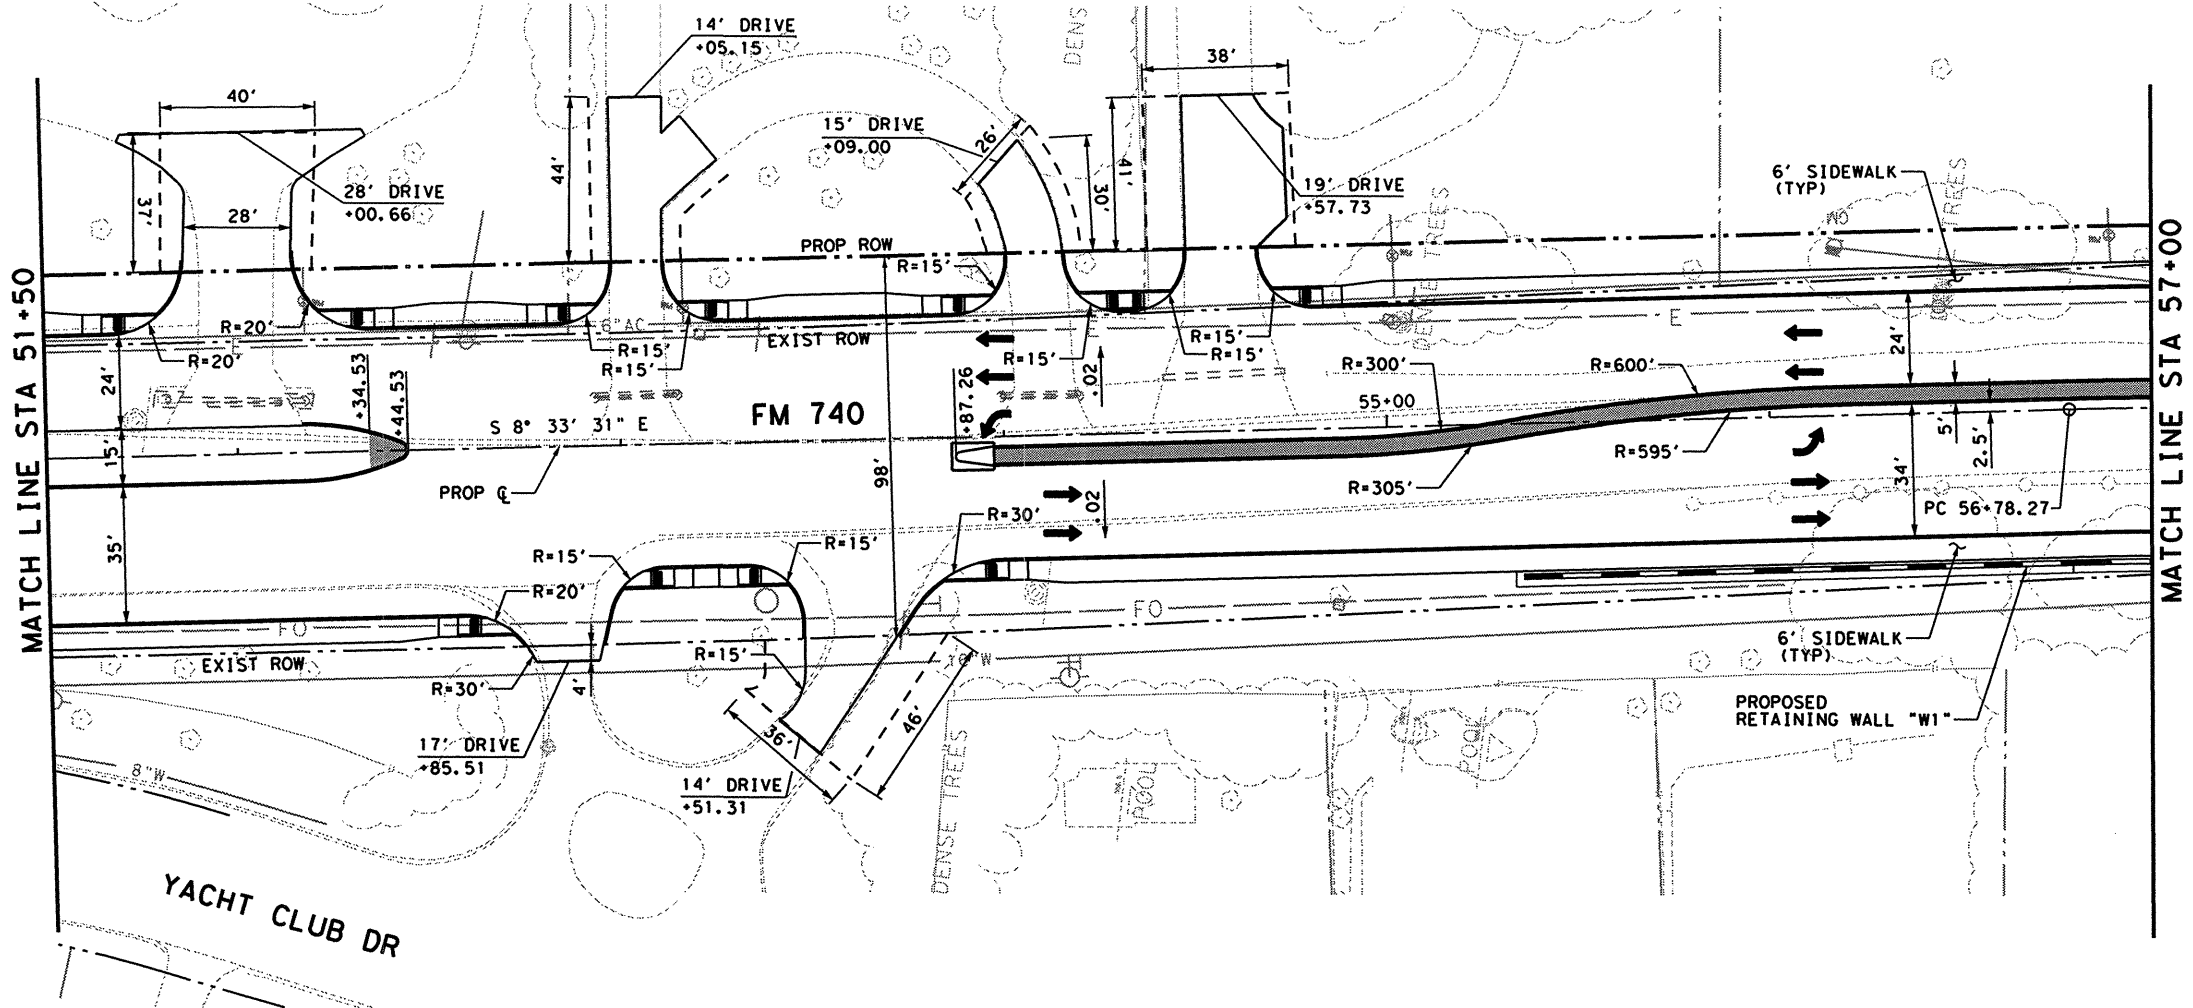 14' DRIVE
+05.15
DENS
38'
40'
15' DRIVE
+09.00
26'
44'
41'
30'
37'
28' DRIVE
+00.66
28'
19' DRIVE
+57.73
6' SIDEWALK
(TYP)
DENSE TREES
TREES
PROP ROW
R=15'
R=20'
R=20'
6" AC
E
E
EXIST ROW
R=15'
R=15'
R=15'
R=15'
R=15'
24'
24'
+34.53
+44.53
+87.26
.02
R=300'
R=600'
FM 740
55+00
S 8° 33' 31" E
15'
98'
5'
2.5'
R=595'
R=305'
34'
PROP ℄
.02
PC 56+78.27
R=30'
R=15'
R=15'
35'
R=20'
FO
FO
EXIST ROW
R=15'
R=30'
4'
16"W
6' SIDEWALK
(TYP)
PROPOSED
RETAINING WALL "W1"
46'
36'
17' DRIVE
+85.51
14' DRIVE
+51.31
8"W
POOL
POOL
DENSE TREES
YACHT CLUB DR
MATCH LINE STA 51+50
MATCH LINE STA 57+00